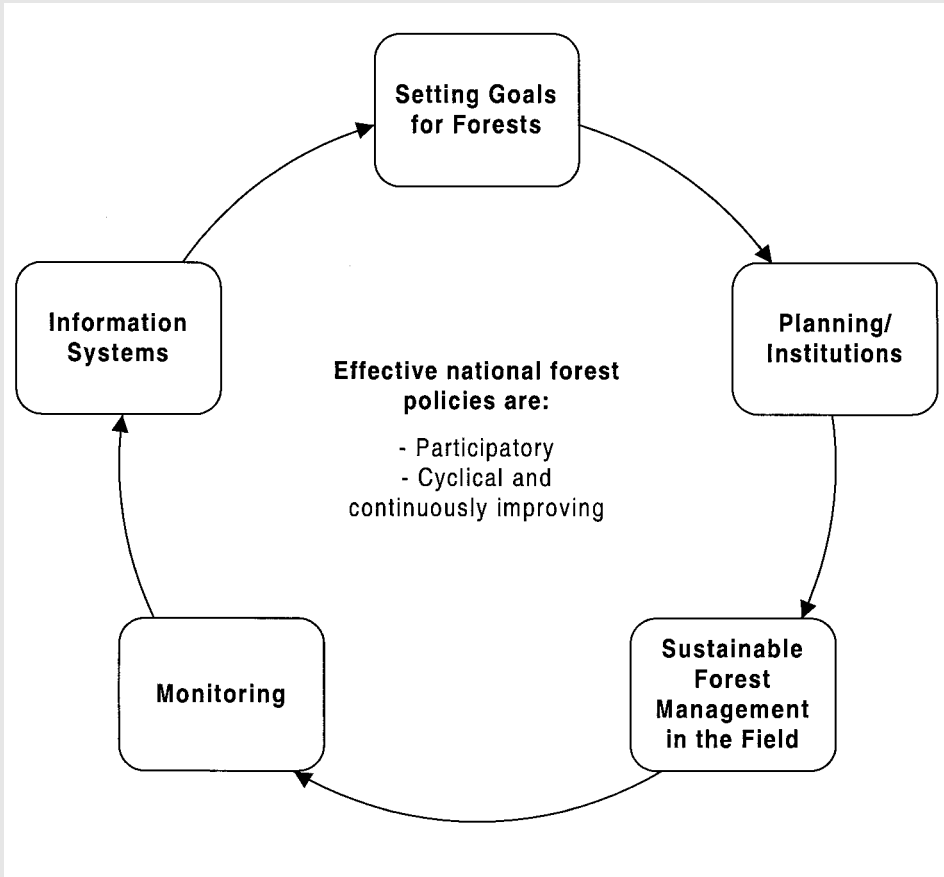 Setting Goals
for Forests
Information
Systems
Planning/
Institutions
Effective national forest
policies are:
- Participatory
- Cyclical and
continuously improving
Monitoring
Sustainable
Forest
Management
in the Field